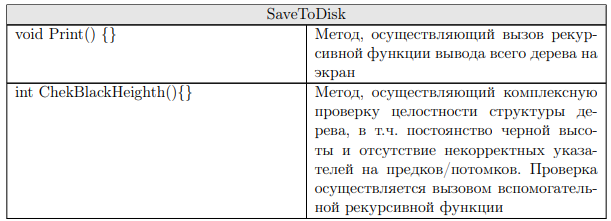 SaveToDisk
void Print() {}
Метод, осуществляющий вызов рекур-
сивной функции вывода всего дерева на
экран
int ChekBlackHeighth(){}
Метод, осуществляющий комплексную
проверку целостности структуры де-
рева, в т.ч. постоянство черной высо-
ты и отсутствие некорректных указа-
телей на предков/потомков. Проверка
осуществляется вызовом вспомогатель-
ной рекурсивной функции